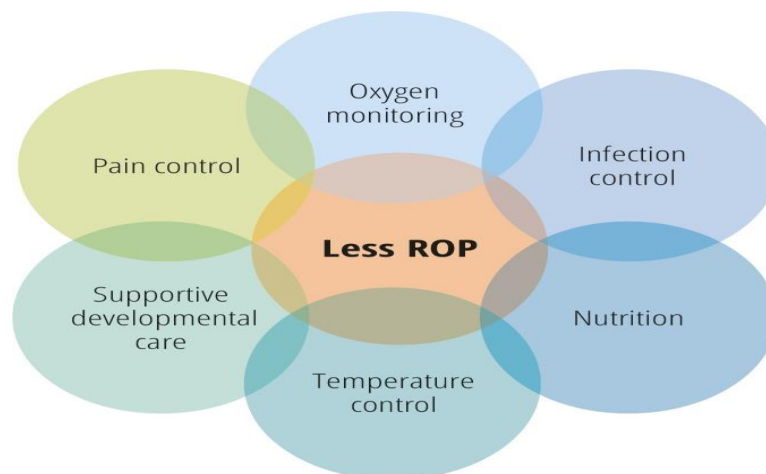 Oxygen
monitoring
Infection
control
Nutrition
Temperature
control
Supportive
developmental
care
Pain control
Less ROP